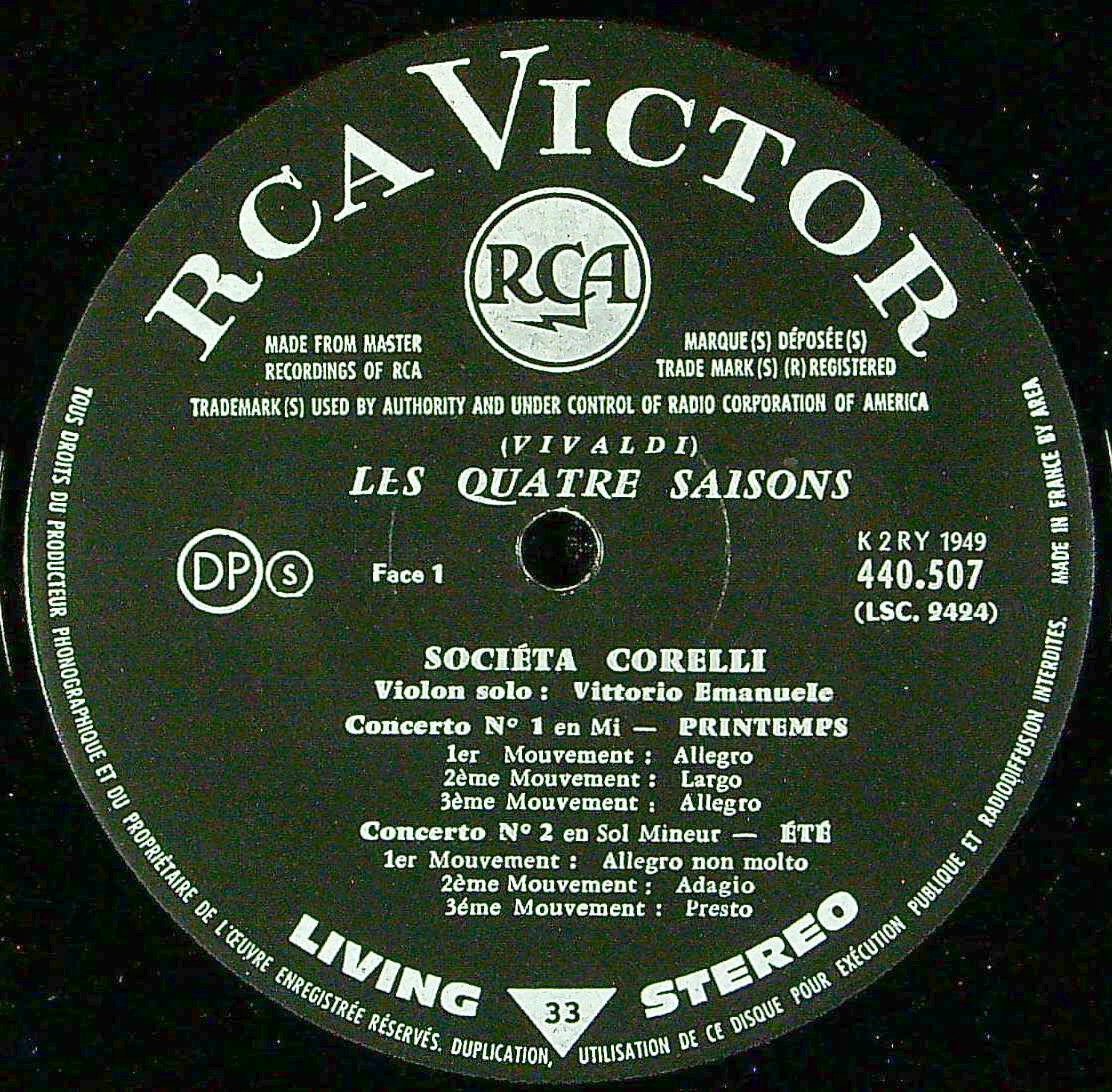 RCA VICTOR
RCA
MADE FROM MASTER
RECORDINGS OF RCA
MARQUE(S) DÉPOSÉE(S)
TRADE MARK(S) (R) REGISTERED
TRADEMARK(S) USED BY AUTHORITY AND UNDER CONTROL OF RADIO CORPORATION OF AMERICA
(VIVALDI)
LES QUATRE SAISONS
DP S
Face 1
K 2 RY 1949
440.507
(LSC. 2424)
SOCIÉTA CORELLI
Violon solo : Vittorio Emanuele
Concerto Nº 1 en Mi — PRINTEMPS
1er Mouvement : Allegro
2ème Mouvement : Largo
3ème Mouvement : Allegro
Concerto Nº 2 en Sol Mineur — ÉTÉ
1er Mouvement : Allegro non molto
2ème Mouvement : Adagio
3éme Mouvement : Presto
LIVING 33 STEREO
TOUS DROITS DU PRODUCTEUR PHONOGRAPHIQUE ET DU PROPRIÉTAIRE DE L'ŒUVRE ENREGISTRÉE RÉSERVÉS. DUPLICATION, UTILISATION DE CE DISQUE POUR EXÉCUTION PUBLIQUE ET RADIODIFFUSION INTERDITES. MADE IN FRANCE BY AREA